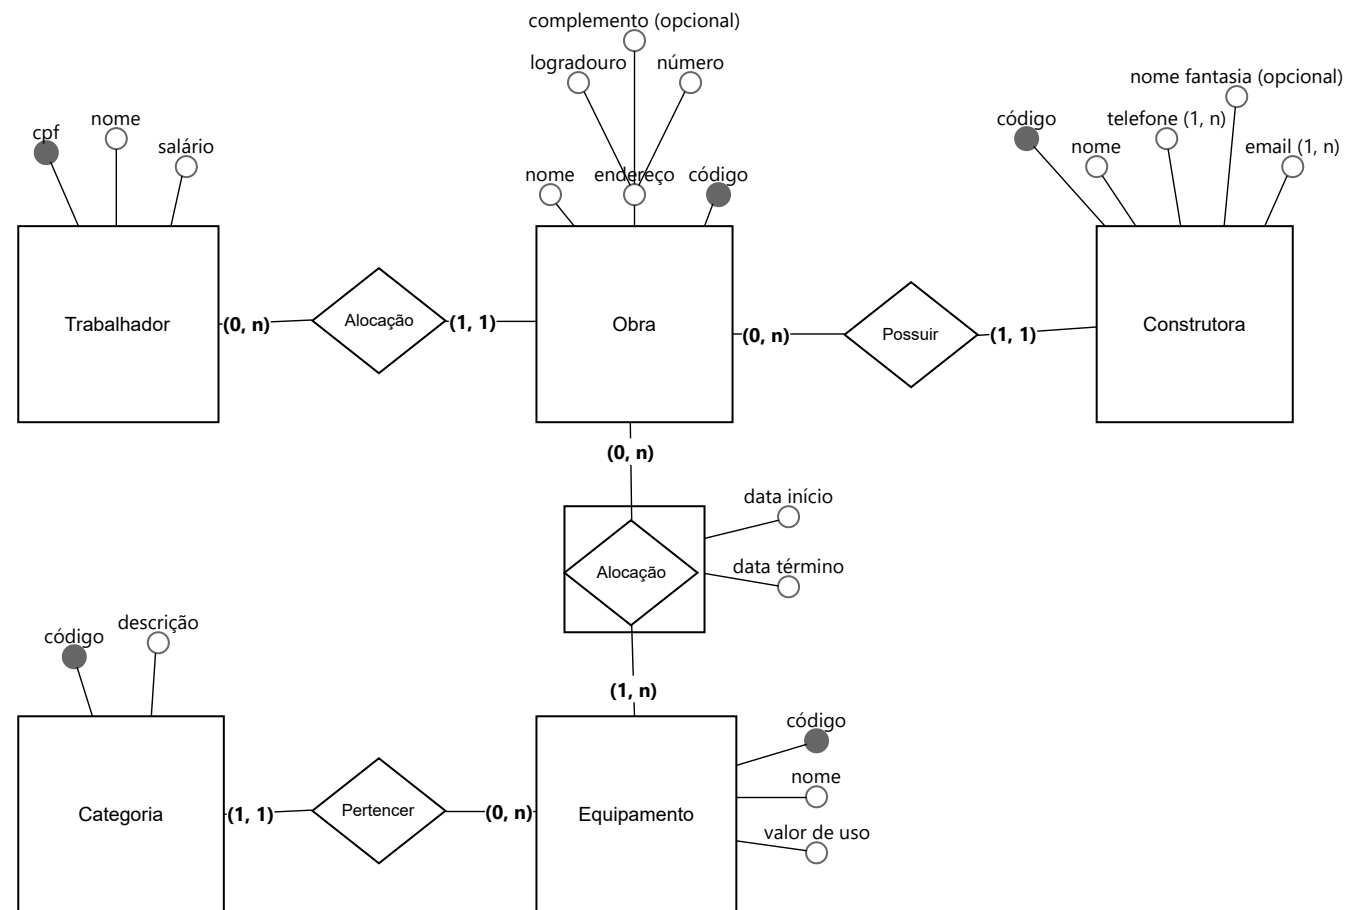 complemento (opcional)
logradouro
número
nome
endereço
código
cpf
nome
salário
nome fantasia (opcional)
código
telefone (1, n)
nome
email (1, n)
Trabalhador
(0, n)
Alocação
(1, 1)
Obra
(0, n)
Possuir
(1, 1)
Construtora
(0, n)
data início
Alocação
data término
(1, n)
código
descrição
Categoria
(1, 1)
Pertencer
(0, n)
Equipamento
código
nome
valor de uso